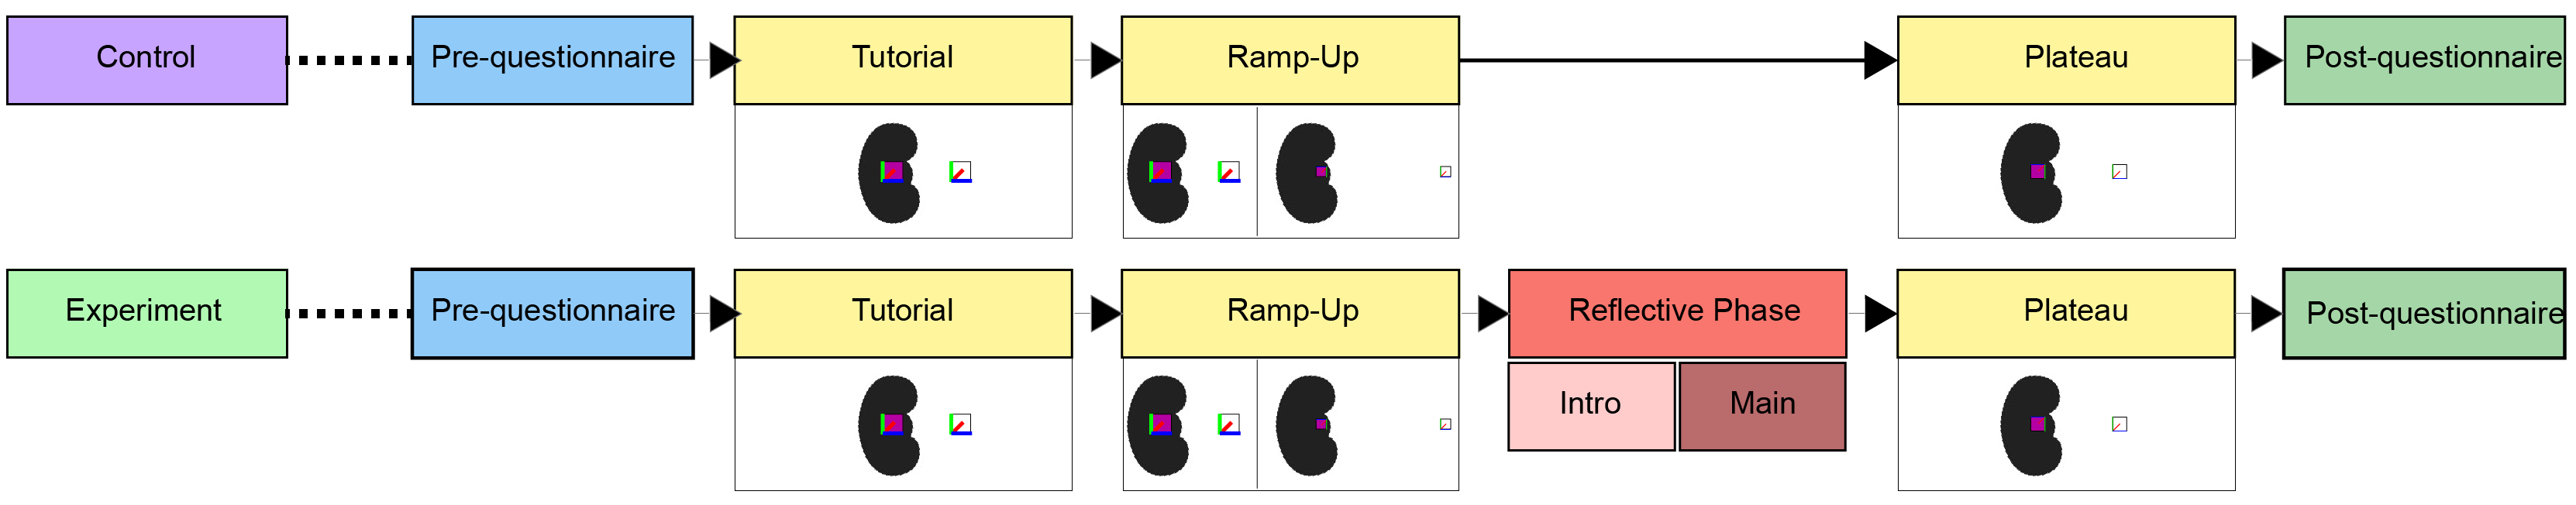 Control
Pre-questionnaire
Tutorial
Ramp-Up
Plateau
Post-questionnaire
Experiment
Pre-questionnaire
Tutorial
Ramp-Up
Reflective Phase
Plateau
Post-questionnaire
Intro
Main